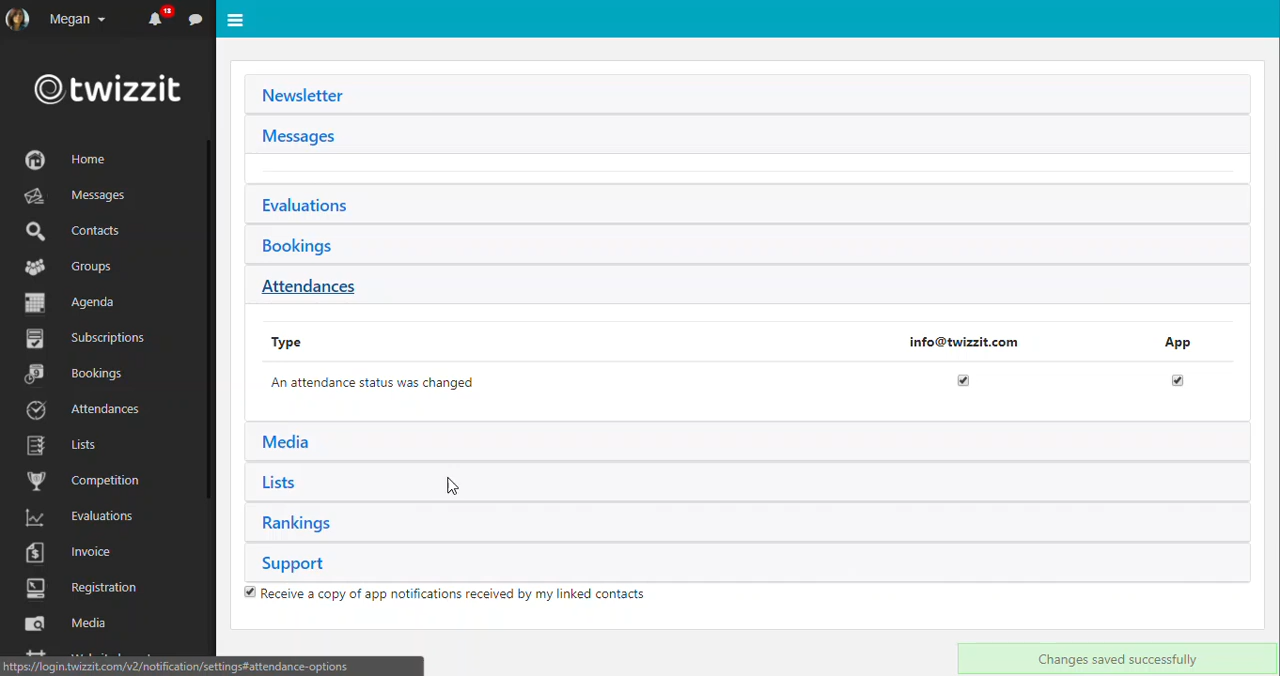 Megan
13
twizzit
Home
Messages
Contacts
Groups
Agenda
Subscriptions
Bookings
Attendances
Lists
Competition
Evaluations
Invoice
Registration
Media
https://login.twizzit.com/v2/notification/settings#attendance-options
Newsletter
Messages
Evaluations
Bookings
Attendances
Type info@twizzit.com App
An attendance status was changed
Media
Lists
Rankings
Support
Receive a copy of app notifications received by my linked contacts
Changes saved successfully